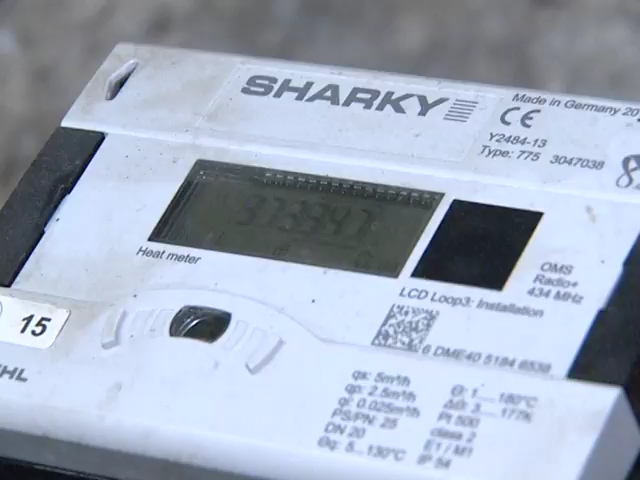 SHARKY
Made in Germany 20
CE
Y2484-13
Type: 775 3047038
Heat meter
OMS
Radio+
434 MHz
LCD Loop3: Installation
15
HL
6 DME40 5184 6538
qs: 5m³/h
qp: 2.5m³/h
qi: 0.025m³/h
PS/PN: 25
DN 20
Θq: 5...130°C
Θ: 1.....180°C
ΔΘ: 3.....177K
Pt 500
class 2
E1 / M1
IP 54